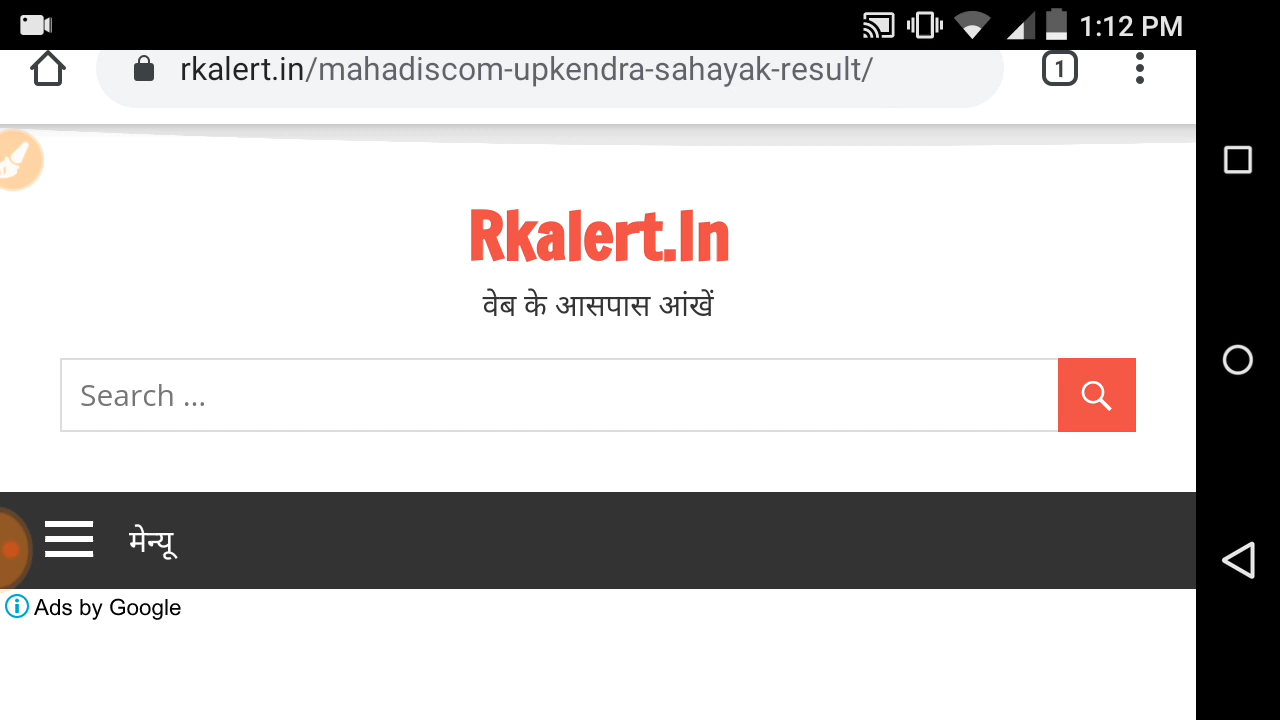 1:12 PM
rkalert.in/mahadiscom-upkendra-sahayak-result/
1
Rkalert.In
वेब के आसपास आंखें
Search ...
मेन्यू
Ads by Google